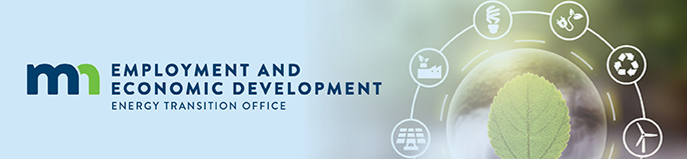 mn EMPLOYMENT AND
ECONOMIC DEVELOPMENT
ENERGY TRANSITION OFFICE